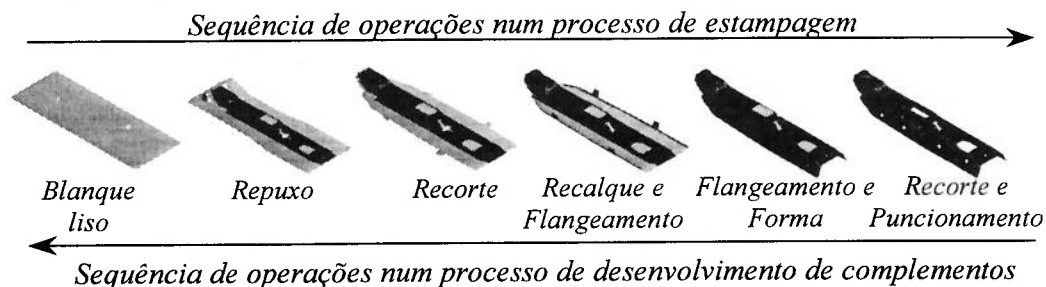 Sequência de operações num processo de estampagem
Blanque
liso
Repuxo
Recorte
Recalque e
Flangeamento
Flangeamento e
Forma
Recorte e
Puncionamento
Sequência de operações num processo de desenvolvimento de complementos